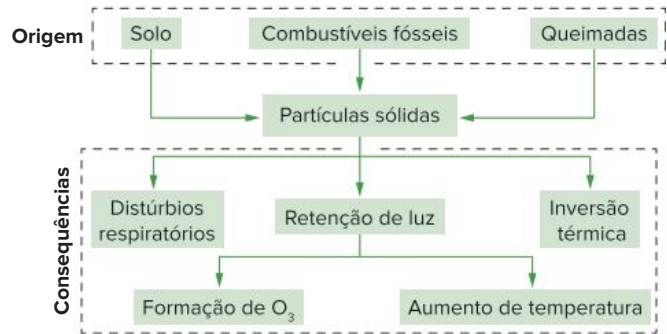 Origem
Solo
Combustíveis fósseis
Queimadas
Partículas sólidas
Consequências
Distúrbios
respiratórios
Retenção de luz
Inversão
térmica
Formação de O₃
Aumento de temperatura